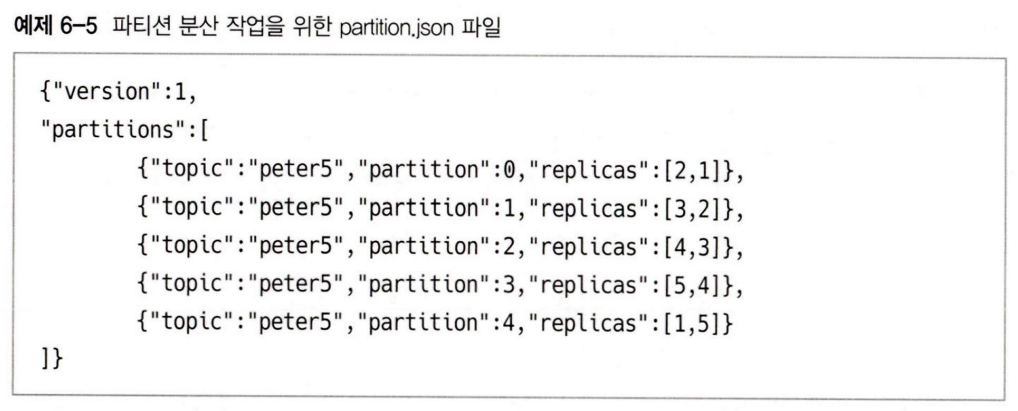 예제 6-5 파티션 분산 작업을 위한 partition.json 파일
{"version":1,
"partitions":[
{"topic":"peter5","partition":0,"replicas":[2,1]},
{"topic":"peter5","partition":1,"replicas":[3,2]},
{"topic":"peter5","partition":2,"replicas":[4,3]},
{"topic":"peter5","partition":3,"replicas":[5,4]},
{"topic":"peter5","partition":4,"replicas":[1,5]}
]}